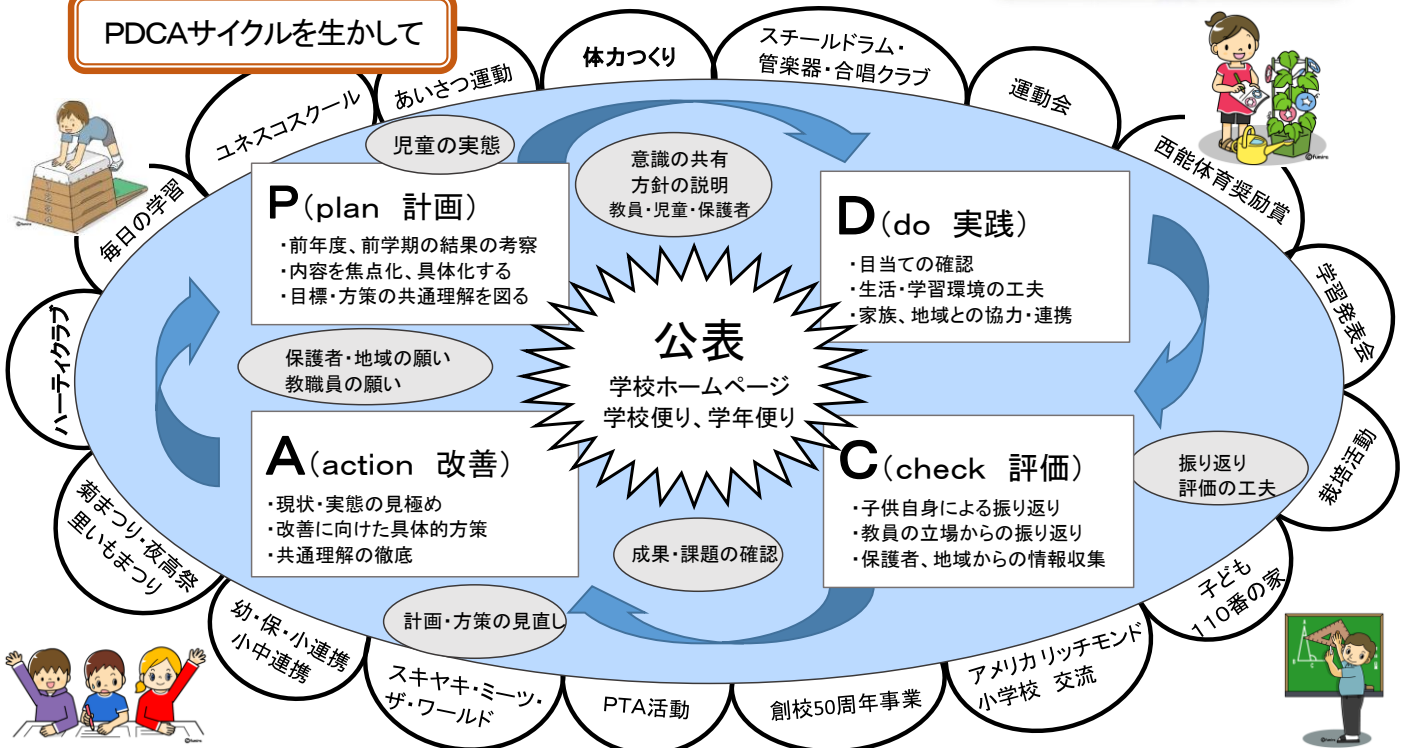 PDCAサイクルを生かして
あいさつ運動
体力つくり
スチールドラム・
管楽器・合唱クラブ
運動会
西能体育奨励賞
学習発表会
栽培活動
子ども
110番の家
アメリカリッチモンド
小学校 交流
創校50周年事業
PTA活動
スキヤキ・ミーツ・
ザ・ワールド
幼・保・小連携
小中連携
菊まつり・夜高祭
里いもまつり
ハーティクラブ
毎日の学習
ユネスコスクール
児童の実態
P(plan 計画)
・前年度、前学期の結果の考察
・内容を焦点化、具体化する
・目標・方策の共通理解を図る
意識の共有
方針の説明
教員・児童・保護者
D(do 実践)
・目当ての確認
・生活・学習環境の工夫
・家族、地域との協力・連携
公表
学校ホームページ
学校便り、学年便り
保護者・地域の願い
教職員の願い
A(action 改善)
・現状・実態の見極め
・改善に向けた具体的方策
・共通理解の徹底
C(check 評価)
・子供自身による振り返り
・教員の立場からの振り返り
・保護者、地域からの情報収集
振り返り
評価の工夫
成果・課題の確認
計画・方策の見直し